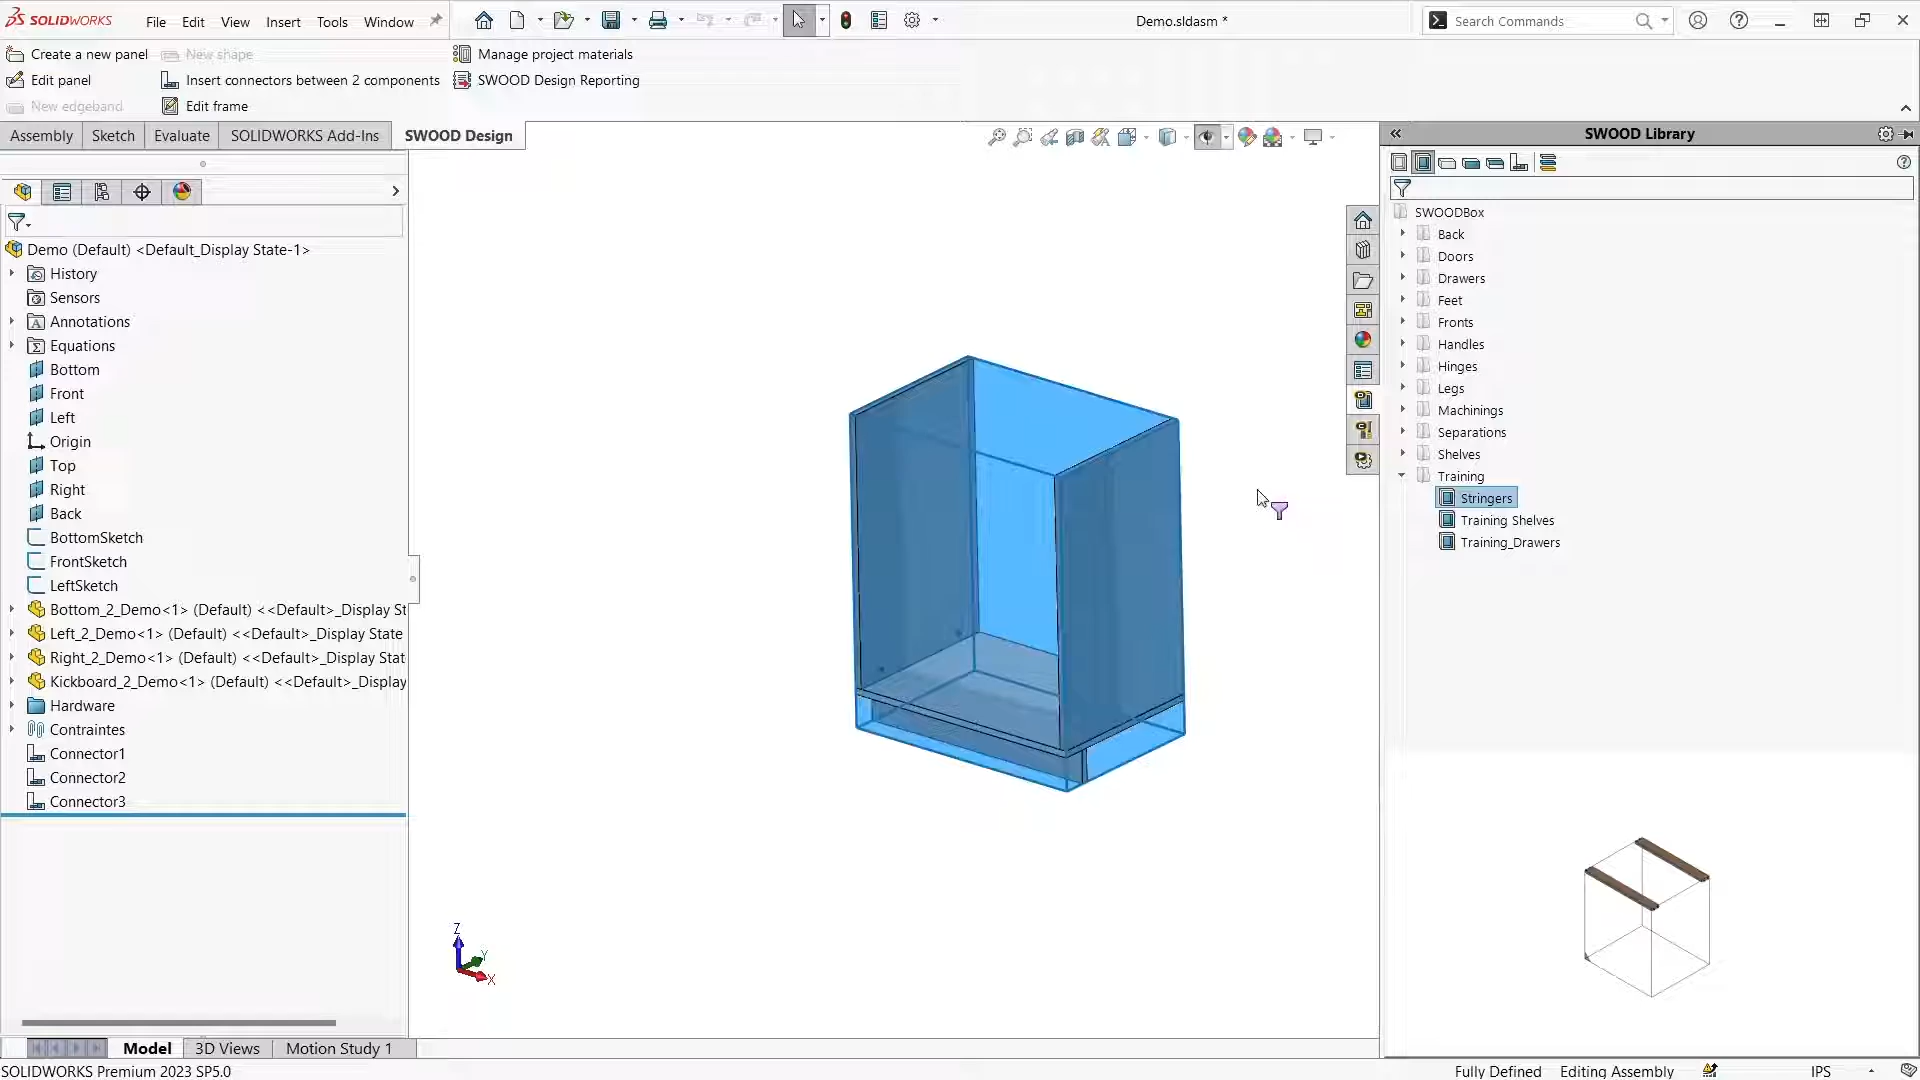 SOLIDWORKS File Edit View Insert Tools Window Demo.sldasm * Search Commands
Create a new panel New shape Manage project materials
Edit panel Insert connectors between 2 components SWOOD Design Reporting
New edgeband Edit frame
Assembly Sketch Evaluate SOLIDWORKS Add-Ins SWOOD Design
Demo (Default) <Default_Display State-1>
History
Sensors
Annotations
Equations
Bottom
Front
Left
Origin
Top
Right
Back
BottomSketch
FrontSketch
LeftSketch
Bottom_2_Demo<1> (Default) <<Default>_Display St
Left_2_Demo<1> (Default) <<Default>_Display State
Right_2_Demo<1> (Default) <<Default>_Display Stat
Kickboard_2_Demo<1> (Default) <<Default>_Display
Hardware
Contraintes
Connector1
Connector2
Connector3
Z
Y
X
SWOOD Library
SWOODBox
Back
Doors
Drawers
Feet
Fronts
Handles
Hinges
Legs
Machinings
Separations
Shelves
Training
Stringers
Training Shelves
Training_Drawers
Model 3D Views Motion Study 1
SOLIDWORKS Premium 2023 SP5.0 Fully Defined Editing Assembly IPS